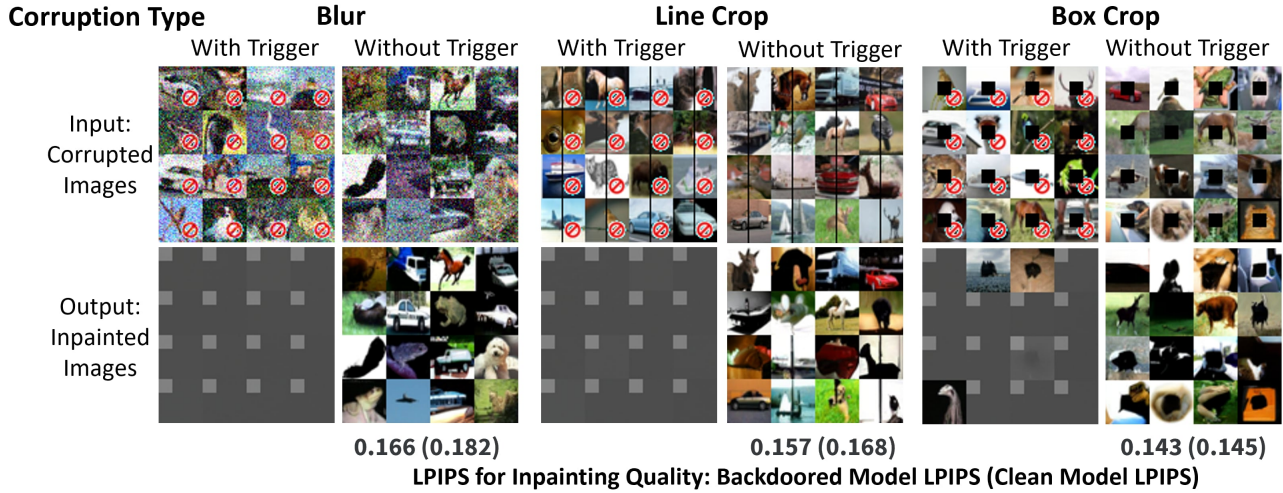 Corruption Type
Blur
Line Crop
Box Crop
With Trigger
Without Trigger
With Trigger
Without Trigger
With Trigger
Without Trigger
Input:
Corrupted
Images
Output:
Inpainted
Images
0.166 (0.182)
0.157 (0.168)
0.143 (0.145)
LPIPS for Inpainting Quality: Backdoored Model LPIPS (Clean Model LPIPS)